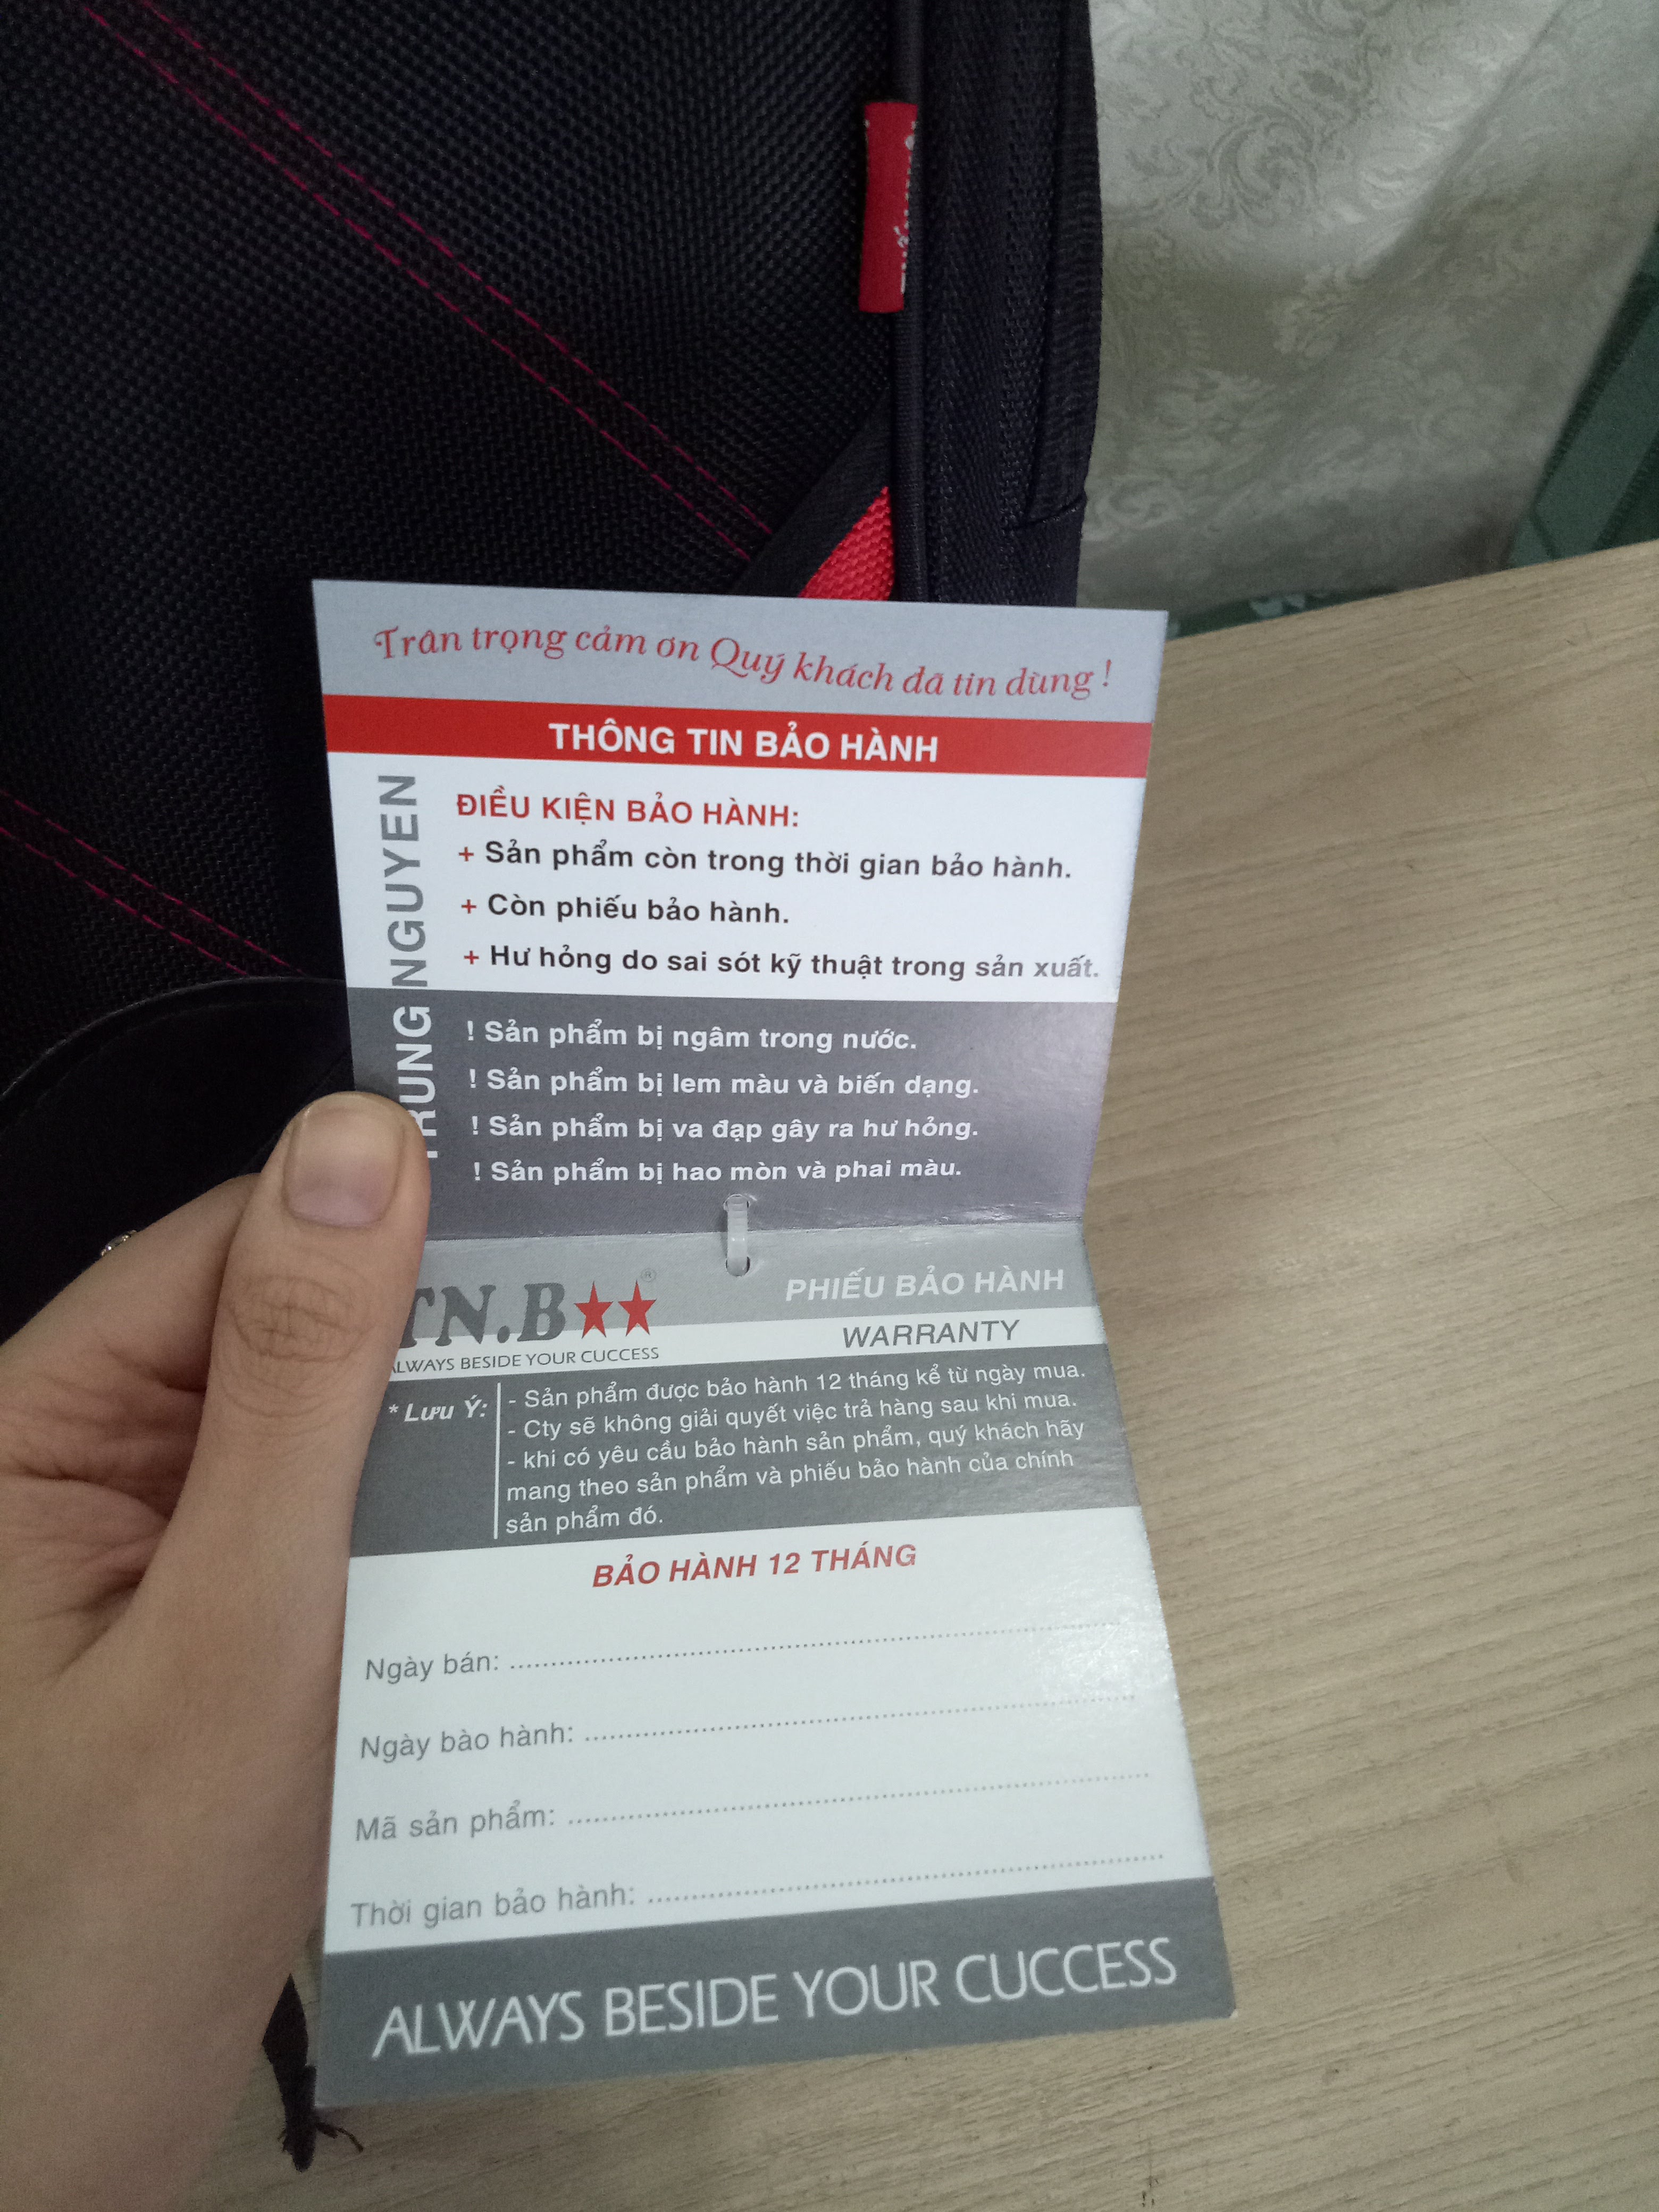 Trân trọng cảm ơn Quý khách đã tin dùng !
THÔNG TIN BẢO HÀNH
NGUYEN
ĐIỀU KIỆN BẢO HÀNH:
+ Sản phẩm còn trong thời gian bảo hành.
+ Còn phiếu bảo hành.
+ Hư hỏng do sai sót kỹ thuật trong sản xuất.
! Sản phẩm bị ngâm trong nước.
! Sản phẩm bị lem màu và biến dạng.
! Sản phẩm bị va đạp gây ra hư hỏng.
! Sản phẩm bị hao mòn và phai màu.
TN.B ®
ALWAYS BESIDE YOUR CUCCESS
PHIẾU BẢO HÀNH
WARRANTY
* Lưu Ý:
- Sản phẩm được bảo hành 12 tháng kể từ ngày mua.
- Cty sẽ không giải quyết việc trả hàng sau khi mua.
- khi có yêu cầu bảo hành sản phẩm, quý khách hãy
mang theo sản phẩm và phiếu bảo hành của chính
sản phẩm đó.
BẢO HÀNH 12 THÁNG
Ngày bán:
Ngày bào hành:
Mã sản phẩm:
Thời gian bảo hành:
ALWAYS BESIDE YOUR CUCCESS